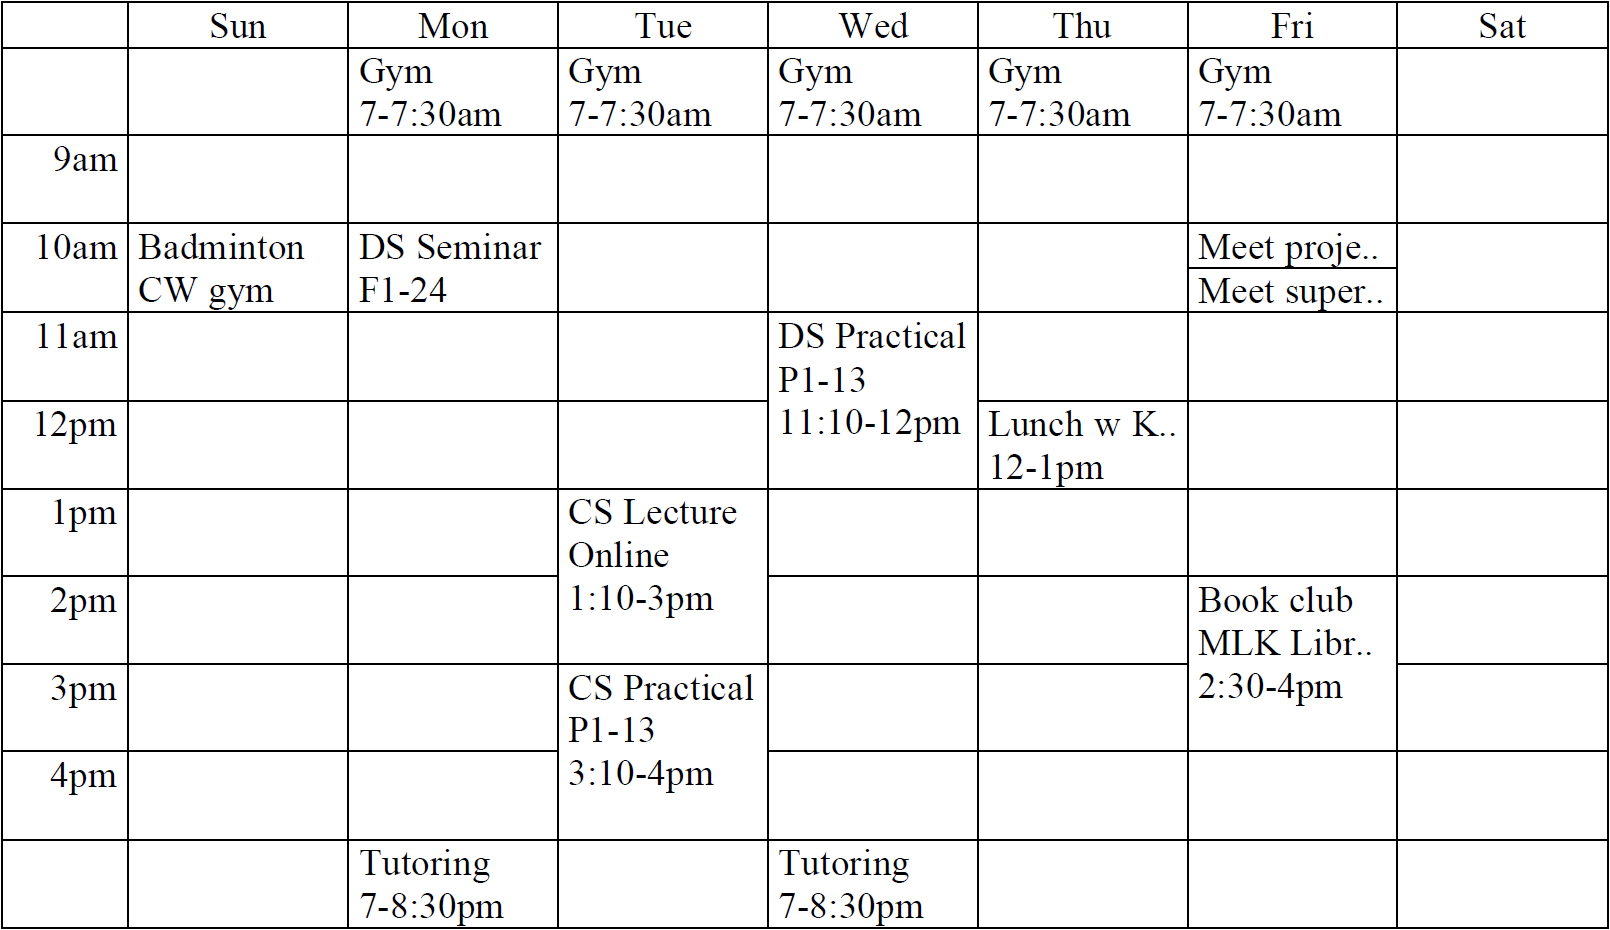 Sun Mon Tue Wed Thu Fri Sat
Gym Gym Gym Gym Gym
7-7:30am 7-7:30am 7-7:30am 7-7:30am 7-7:30am
9am
10am Badminton DS Seminar Meet proje..
CW gym F1-24 Meet super..
11am DS Practical
P1-13
12pm 11:10-12pm Lunch w K..
12-1pm
1pm CS Lecture
Online
2pm 1:10-3pm Book club
MLK Libr..
3pm CS Practical 2:30-4pm
P1-13
4pm 3:10-4pm
Tutoring Tutoring
7-8:30pm 7-8:30pm